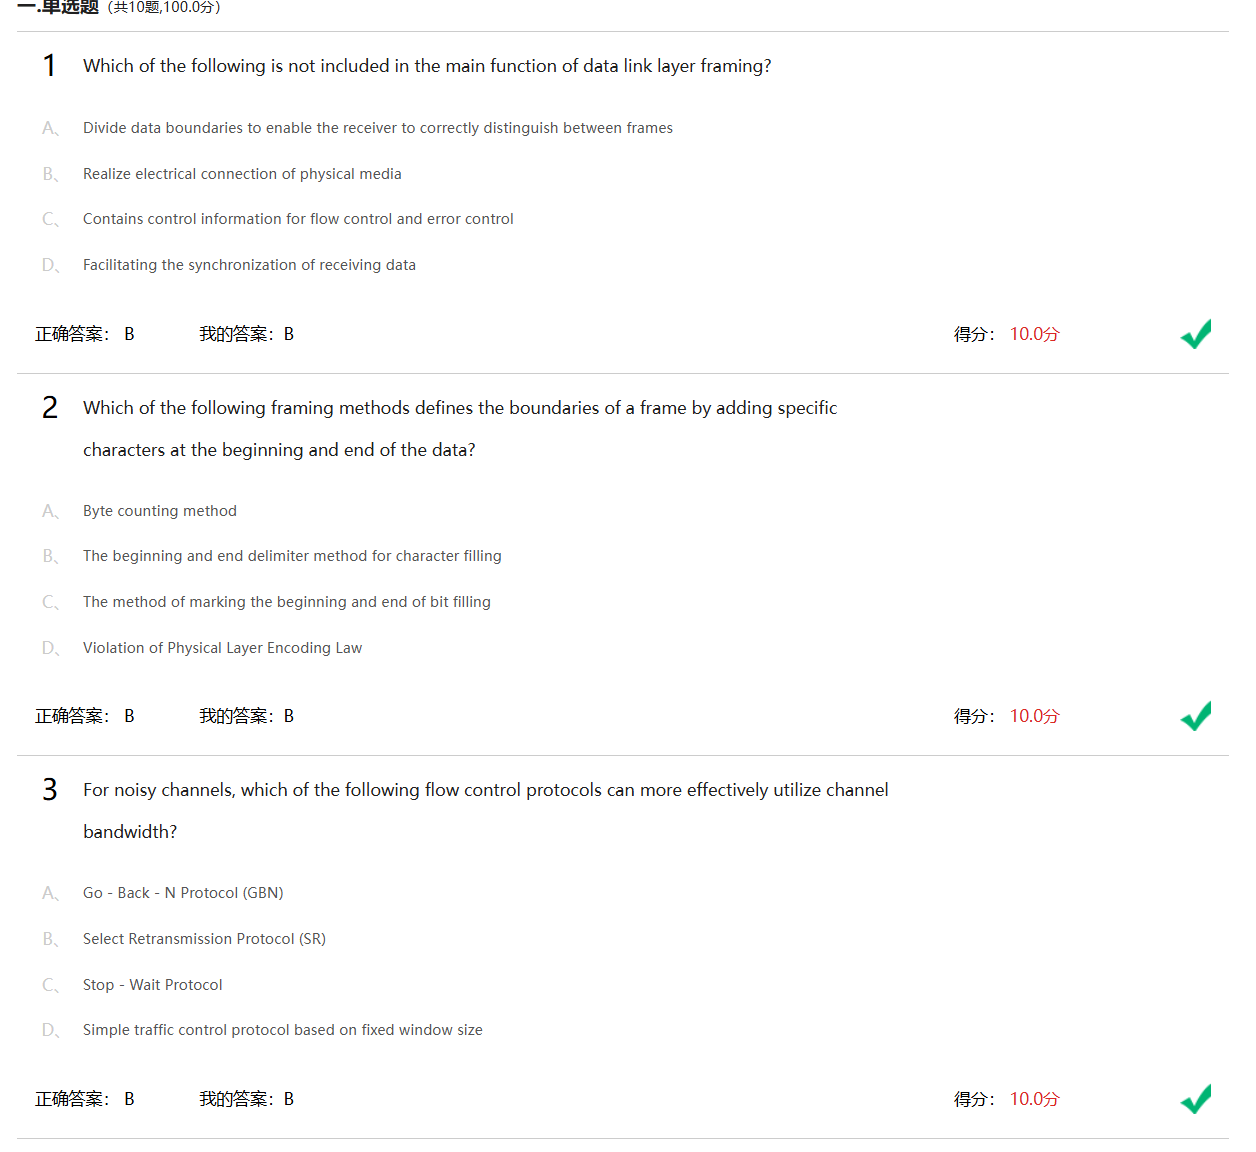 一.单选题（共10题,100.0分）
1 Which of the following is not included in the main function of data link layer framing?
A、 Divide data boundaries to enable the receiver to correctly distinguish between frames
B、 Realize electrical connection of physical media
C、 Contains control information for flow control and error control
D、 Facilitating the synchronization of receiving data
正确答案： B 我的答案：B 得分： 10.0分
2 Which of the following framing methods defines the boundaries of a frame by adding specific
characters at the beginning and end of the data?
A、 Byte counting method
B、 The beginning and end delimiter method for character filling
C、 The method of marking the beginning and end of bit filling
D、 Violation of Physical Layer Encoding Law
正确答案： B 我的答案：B 得分： 10.0分
3 For noisy channels, which of the following flow control protocols can more effectively utilize channel
bandwidth?
A、 Go - Back - N Protocol (GBN)
B、 Select Retransmission Protocol (SR)
C、 Stop - Wait Protocol
D、 Simple traffic control protocol based on fixed window size
正确答案： B 我的答案：B 得分： 10.0分